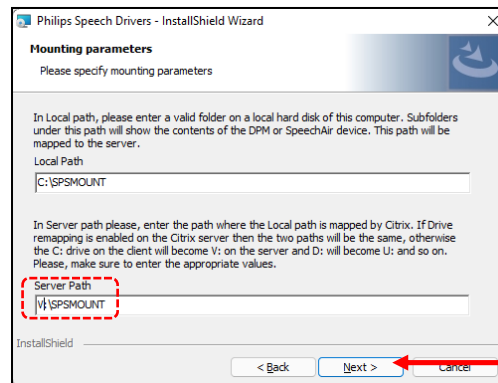 Philips Speech Drivers - InstallShield Wizard
Mounting parameters
Please specify mounting parameters
In Local path, please enter a valid folder on a local hard disk of this computer. Subfolders
under this path will show the contents of the DPM or SpeechAir device. This path will be
mapped to the server.
Local Path
C:\SPSMOUNT
In Server path please, enter the path where the Local path is mapped by Citrix. If Drive
remapping is enabled on the Citrix server then the two paths will be the same, otherwise
the C: drive on the client will become V: on the server and D: will become U: and so on.
Please, make sure to enter the appropriate values.
Server Path
V:\SPSMOUNT
InstallShield
< Back Next > Cancel